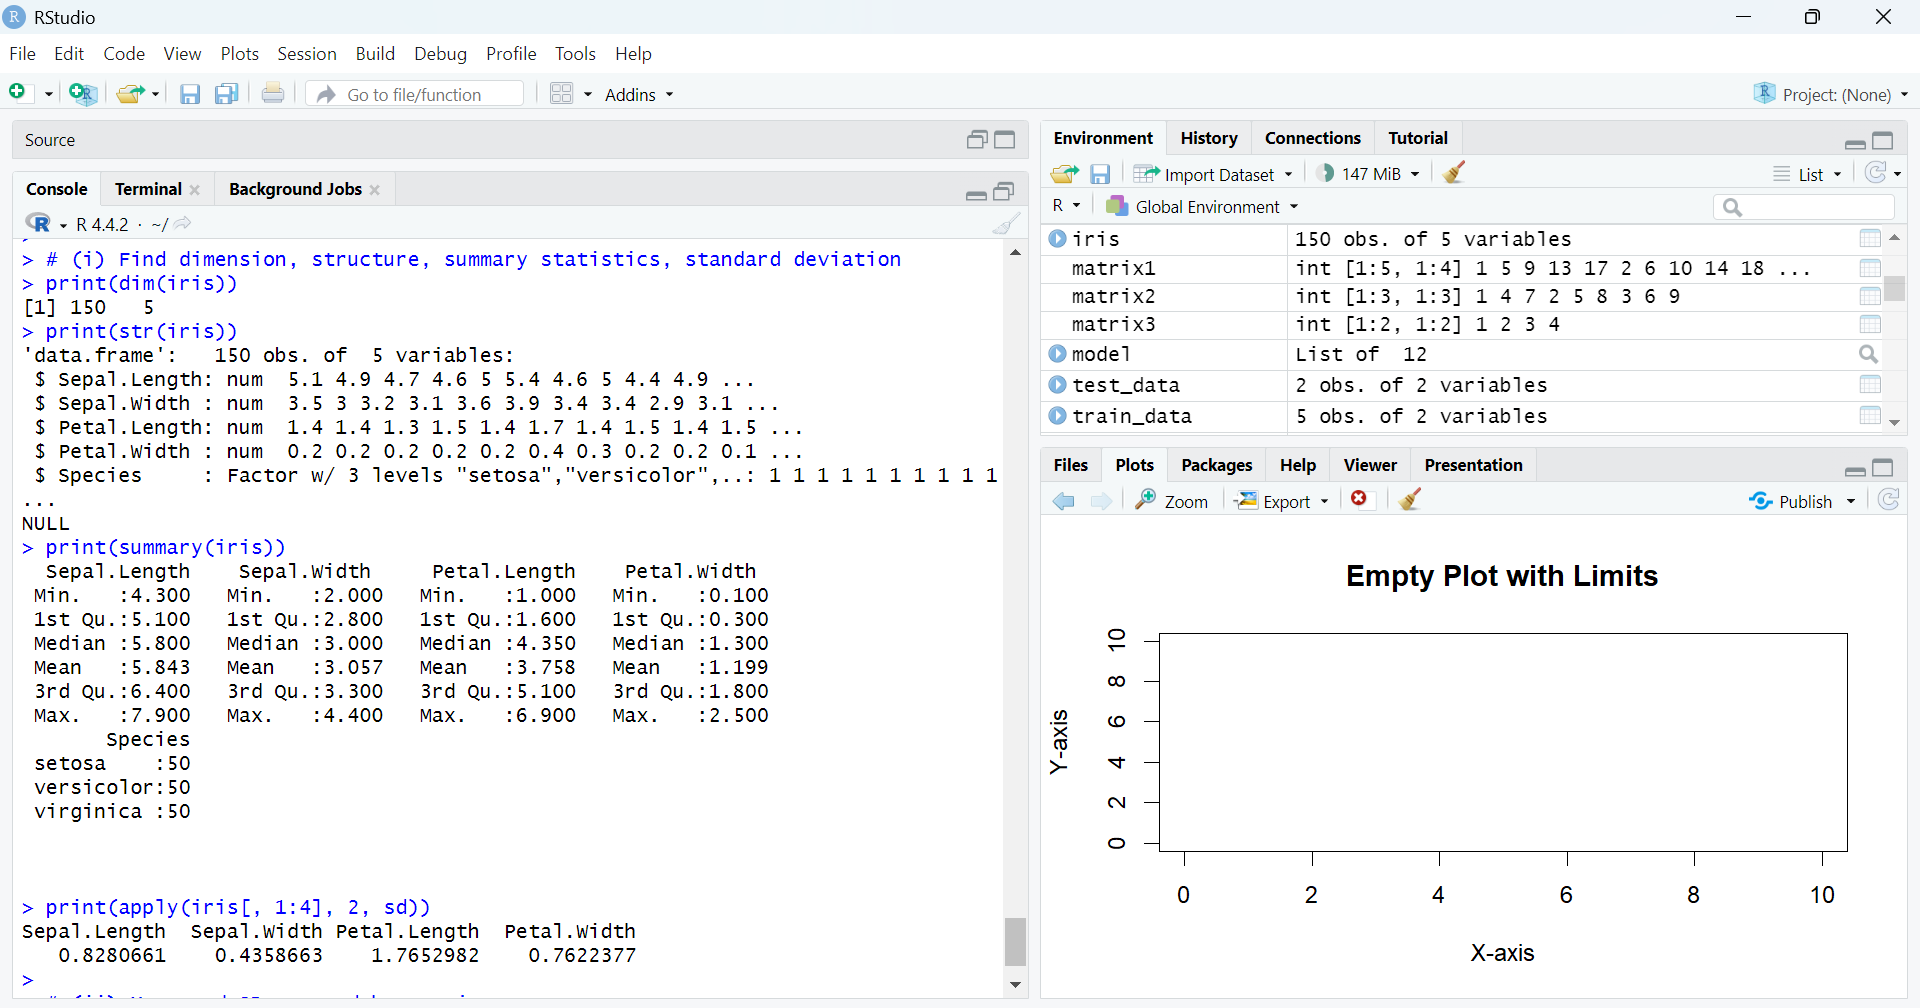 RStudio
File Edit Code View Plots Session Build Debug Profile Tools Help
Go to file/function Addins Project: (None)
Source
Console Terminal Background Jobs
R 4.4.2 · ~/
> # (i) Find dimension, structure, summary statistics, standard deviation
> print(dim(iris))
[1] 150   5
> print(str(iris))
'data.frame':   150 obs. of  5 variables:
 $ Sepal.Length: num  5.1 4.9 4.7 4.6 5 5.4 4.6 5 4.4 4.9 ...
 $ Sepal.Width : num  3.5 3 3.2 3.1 3.6 3.9 3.4 3.4 2.9 3.1 ...
 $ Petal.Length: num  1.4 1.4 1.3 1.5 1.4 1.7 1.4 1.5 1.4 1.5 ...
 $ Petal.Width : num  0.2 0.2 0.2 0.2 0.2 0.4 0.3 0.2 0.2 0.1 ...
 $ Species     : Factor w/ 3 levels "setosa","versicolor",..: 1 1 1 1 1 1 1 1 1 1
...
NULL
> print(summary(iris))
  Sepal.Length    Sepal.Width     Petal.Length    Petal.Width
 Min.   :4.300   Min.   :2.000   Min.   :1.000   Min.   :0.100
 1st Qu.:5.100   1st Qu.:2.800   1st Qu.:1.600   1st Qu.:0.300
 Median :5.800   Median :3.000   Median :4.350   Median :1.300
 Mean   :5.843   Mean   :3.057   Mean   :3.758   Mean   :1.199
 3rd Qu.:6.400   3rd Qu.:3.300   3rd Qu.:5.100   3rd Qu.:1.800
 Max.   :7.900   Max.   :4.400   Max.   :6.900   Max.   :2.500
       Species
 setosa    :50
 versicolor:50
 virginica :50
> print(apply(iris[, 1:4], 2, sd))
Sepal.Length  Sepal.Width Petal.Length  Petal.Width
   0.8280661    0.4358663    1.7652982    0.7622377
>
Environment History Connections Tutorial
Import Dataset 147 MiB List
R Global Environment
iris 150 obs. of 5 variables
matrix1 int [1:5, 1:4] 1 5 9 13 17 2 6 10 14 18 ...
matrix2 int [1:3, 1:3] 1 4 7 2 5 8 3 6 9
matrix3 int [1:2, 1:2] 1 2 3 4
model List of  12
test_data 2 obs. of 2 variables
train_data 5 obs. of 2 variables
Files Plots Packages Help Viewer Presentation
Zoom Export Publish
Empty Plot with Limits
Y-axis
10
8
6
4
2
0
0 2 4 6 8 10
X-axis